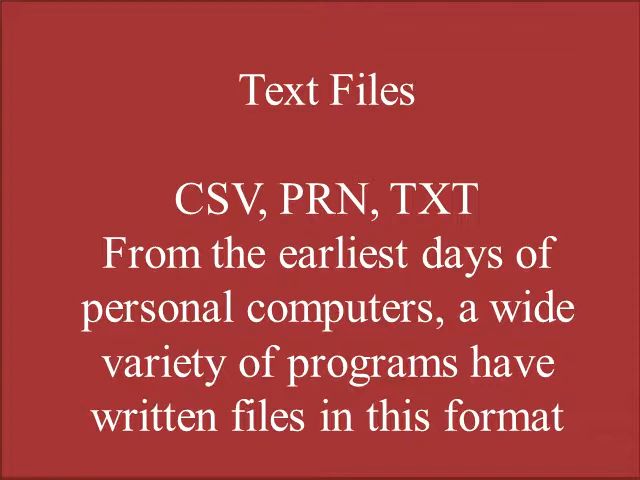 Text Files
CSV, PRN, TXT
From the earliest days of
personal computers, a wide
variety of programs have
written files in this format